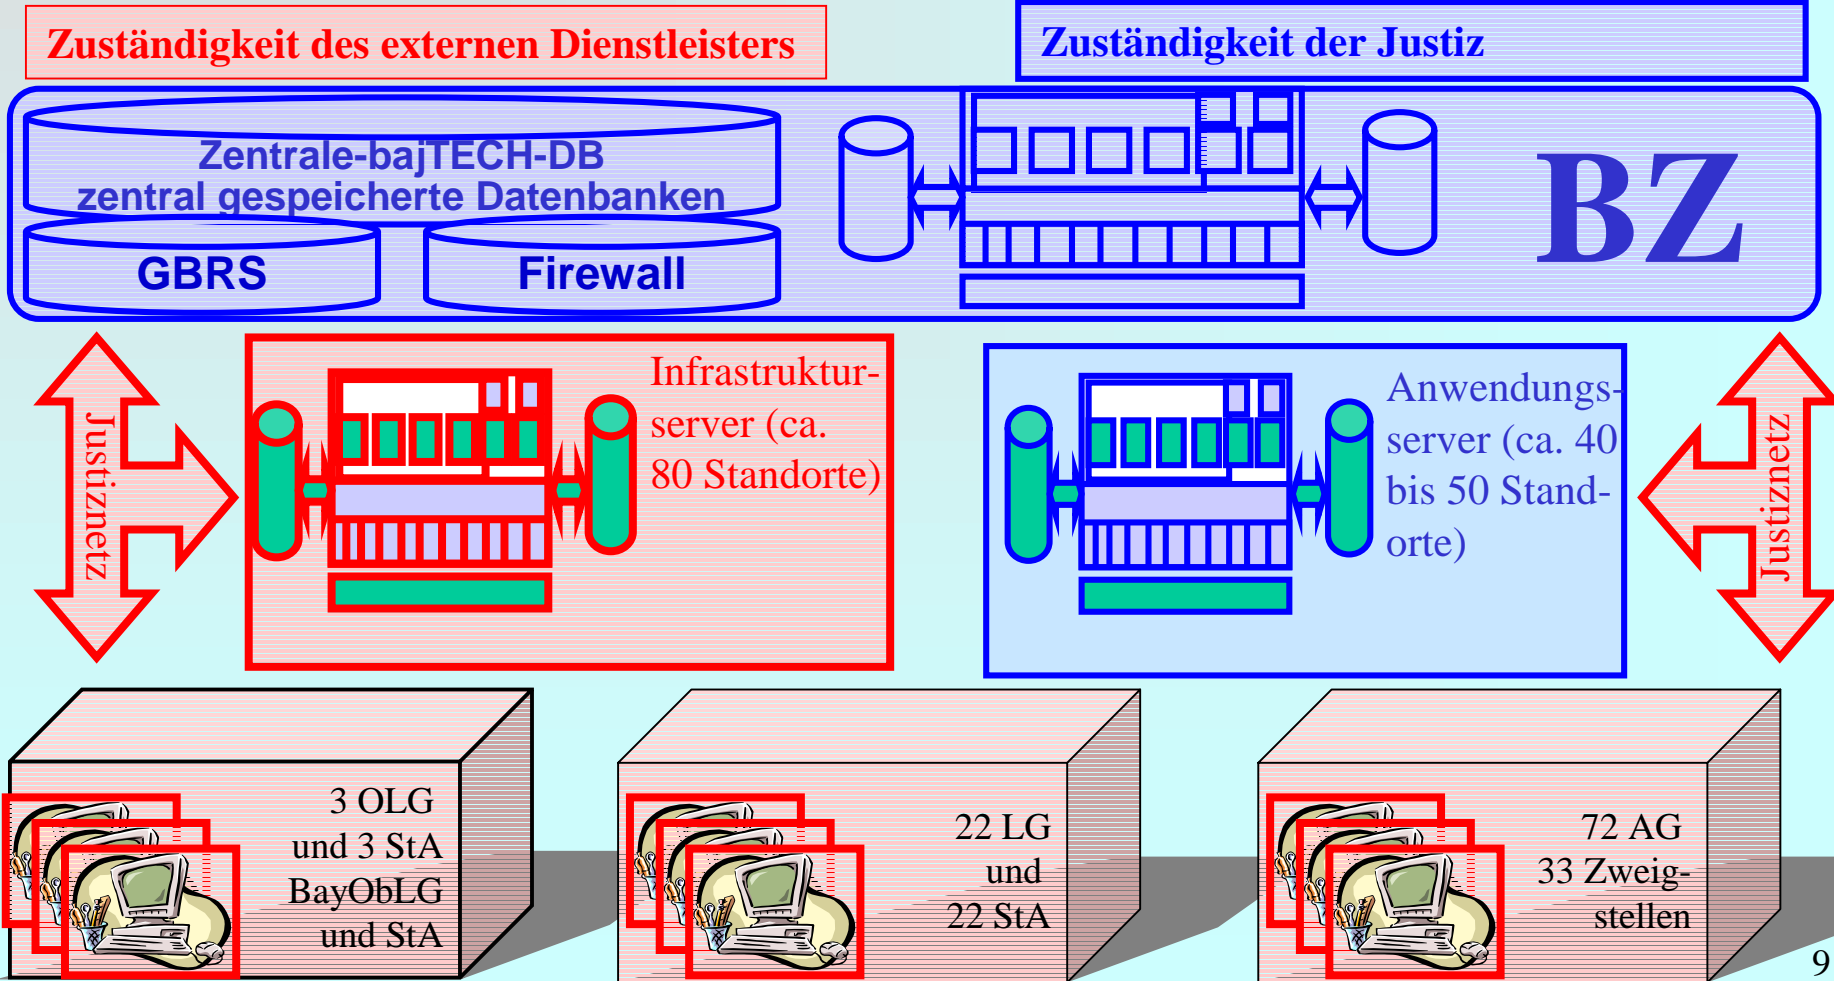 Zuständigkeit des externen Dienstleisters
Zuständigkeit der Justiz
Zentrale-bajTECH-DB
zentral gespeicherte Datenbanken
GBRS
Firewall
BZ
Justiznetz
Infrastruktur-
server (ca.
80 Standorte)
Anwendungs-
server (ca. 40
bis 50 Stand-
orte)
Justiznetz
3 OLG
und 3 StA
BayObLG
und StA
22 LG
und
22 StA
72 AG
33 Zweig-
stellen
9